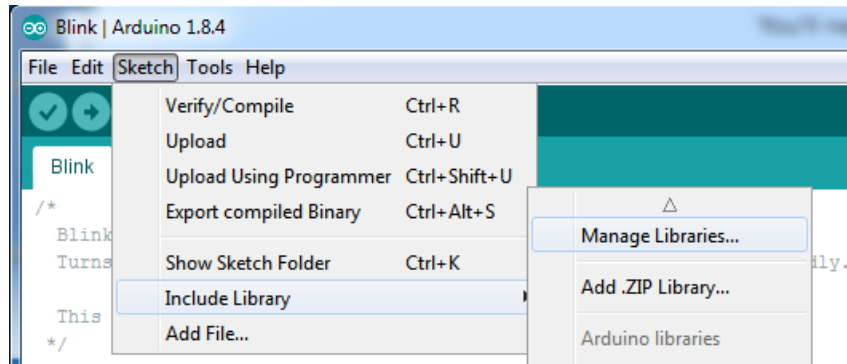 Blink | Arduino 1.8.4
File Edit Sketch Tools Help
Verify/Compile Ctrl+R
Upload Ctrl+U
Blink
Upload Using Programmer Ctrl+Shift+U
/*
Export compiled Binary Ctrl+Alt+S
Blink
Manage Libraries...
Turns
Show Sketch Folder Ctrl+K
dly.
Include Library
Add .ZIP Library...
This
Add File...
*/
Arduino libraries